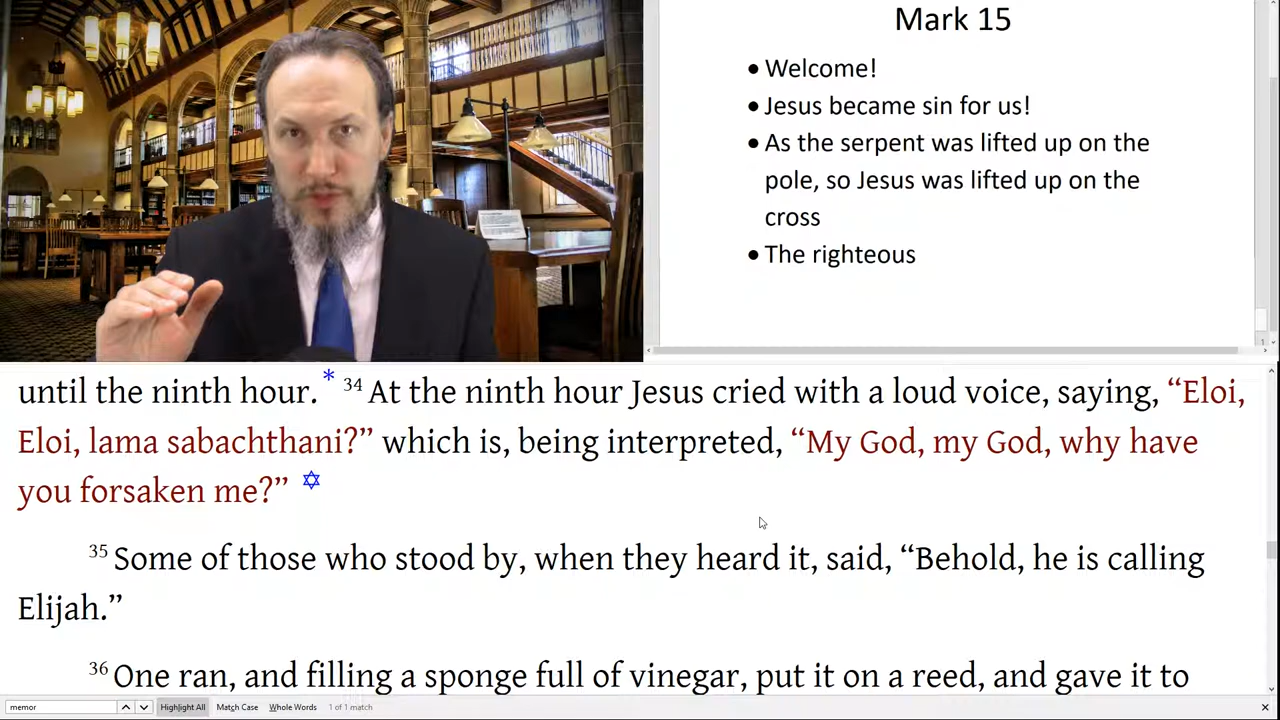 Mark 15
• Welcome!
• Jesus became sin for us!
• As the serpent was lifted up on the
pole, so Jesus was lifted up on the
cross
• The righteous
until the ninth hour.* 34 At the ninth hour Jesus cried with a loud voice, saying, “Eloi,
Eloi, lama sabachthani?” which is, being interpreted, “My God, my God, why have
you forsaken me?” ✡
35 Some of those who stood by, when they heard it, said, “Behold, he is calling
Elijah.”
36 One ran, and filling a sponge full of vinegar, put it on a reed, and gave it to
memor
Highlight All
Match Case
Whole Words
1 of 1 match